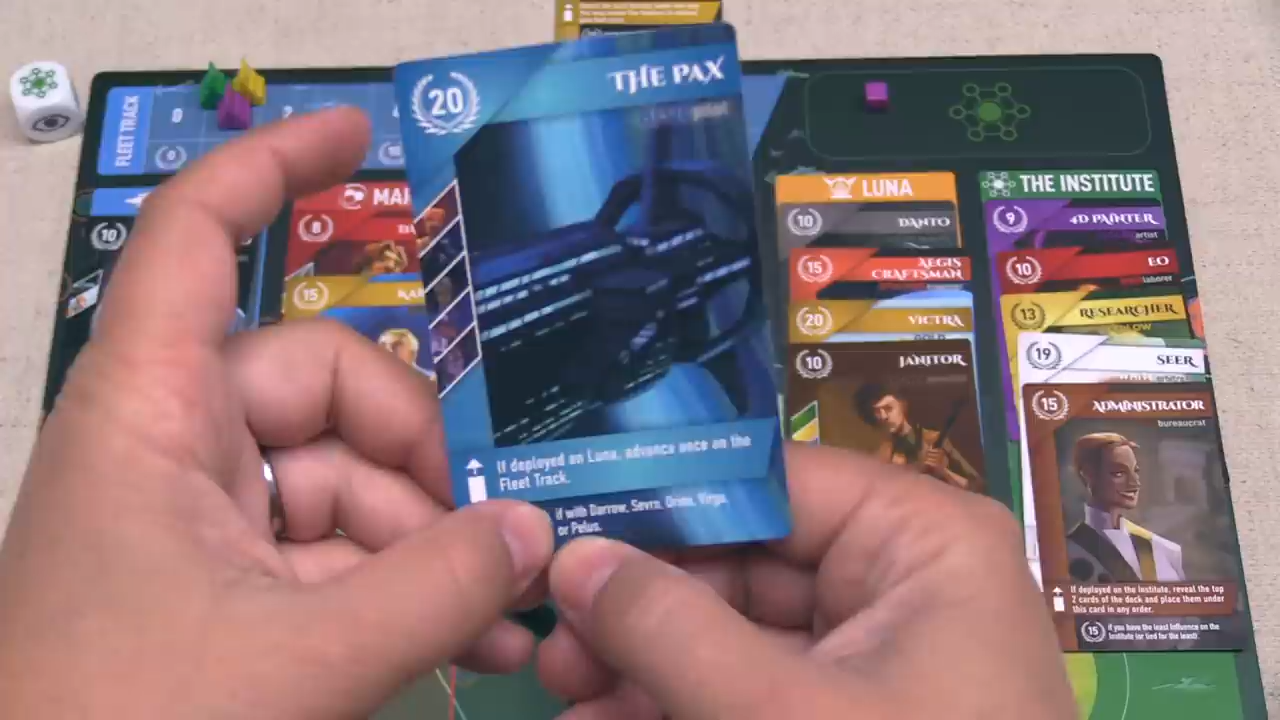 FLEET TRACK
0
2
20
THE PAX
pilot
If deployed on Luna, advance once on the
Fleet Track.
if with Darrow, Sevro, Orion, Virga,
or Pelus.
10
8
15
LUNA
10
DANTO
15
AEGIS
CRAFTSMAN
20
VICTRA
GOLD
10
JANITOR
THE INSTITUTE
9
4D PAINTER
artist
10
EO
laborer
13
RESEARCHER
19
SEER
15
ADMINISTRATOR
bureaucrat
If deployed on the Institute, reveal the top
2 cards of the deck and place them under
this card in any order.
15
if you have the least Influence on the
Institute (or tied for the least).